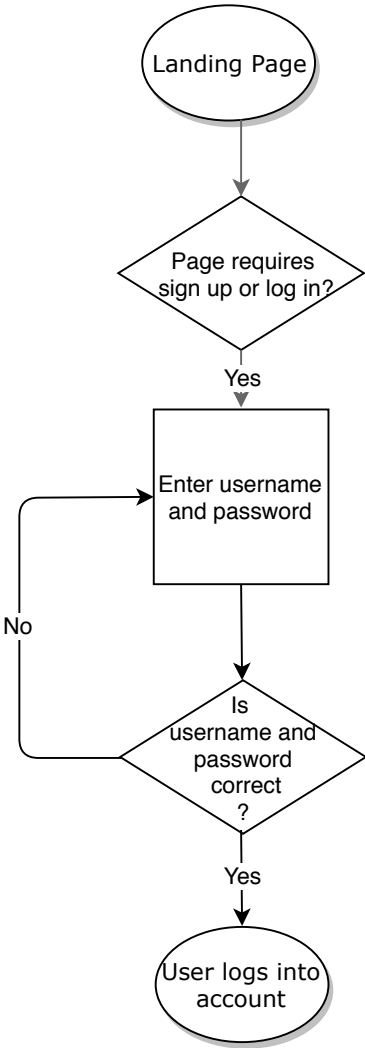 Landing Page
Page requires
sign up or log in?
Yes
Enter username
and password
No
Is
username and
password
correct
?
Yes
User logs into
account